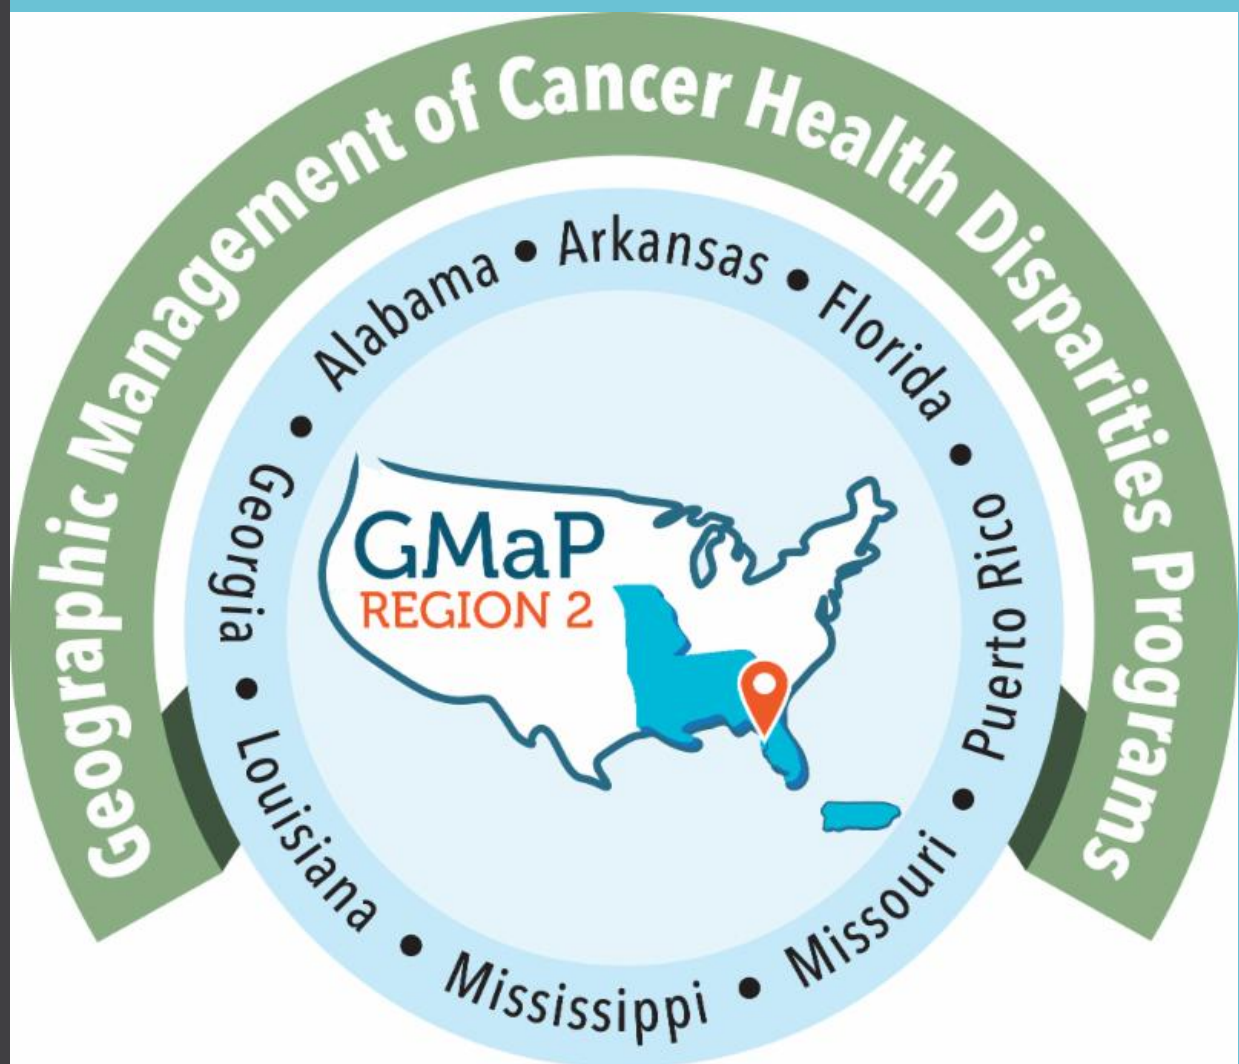 Geographic Management of Cancer Health Disparities Programs
Alabama • Arkansas • Florida • Puerto Rico • Missouri • Mississippi • Louisiana • Georgia •
GMaP
REGION 2